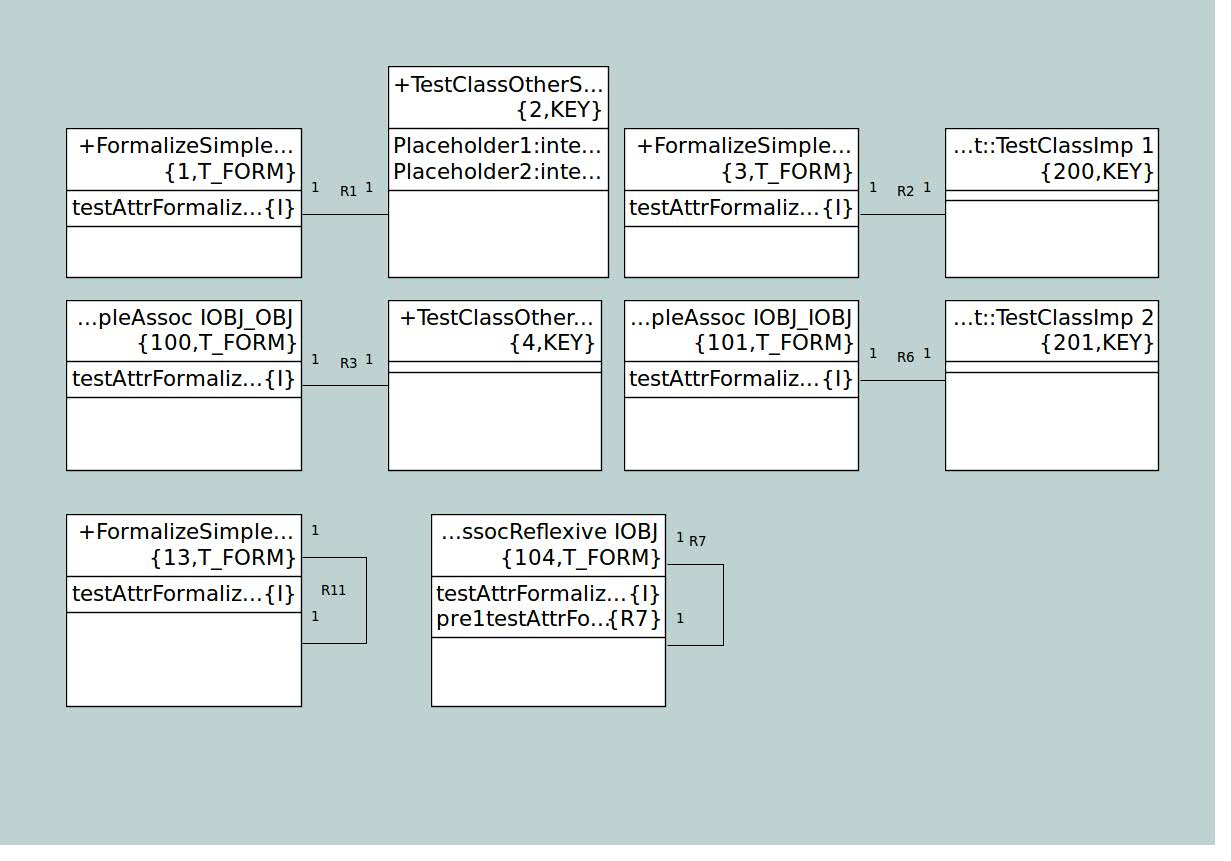 +TestClassOtherS...
{2,KEY}
Placeholder1:inte...
Placeholder2:inte...
+FormalizeSimple...
{1,T_FORM}
testAttrFormaliz...{I}
1 R1 1
+FormalizeSimple...
{3,T_FORM}
testAttrFormaliz...{I}
1 R2 1
...t::TestClassImp 1
{200,KEY}
...pleAssoc IOBJ_OBJ
{100,T_FORM}
testAttrFormaliz...{I}
1 R3 1
+TestClassOther...
{4,KEY}
...pleAssoc IOBJ_IOBJ
{101,T_FORM}
testAttrFormaliz...{I}
1 R6 1
...t::TestClassImp 2
{201,KEY}
+FormalizeSimple...
{13,T_FORM}
testAttrFormaliz...{I}
1
R11
1
...ssocReflexive IOBJ
{104,T_FORM}
testAttrFormaliz...{I}
pre1testAttrFo...{R7}
1 R7
1